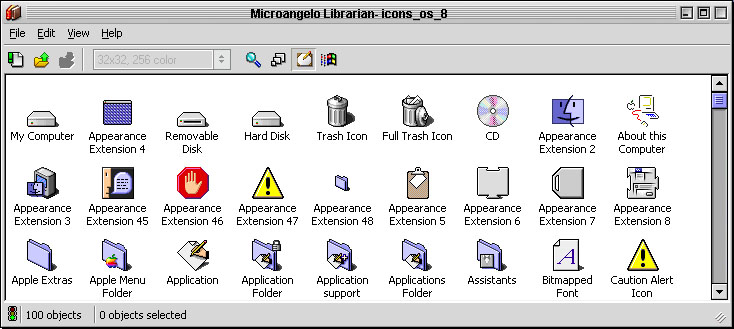 Microangelo Librarian- icons_os_8
File Edit View Help
32x32, 256 color
My Computer
Appearance
Extension 4
Removable
Disk
Hard Disk
Trash Icon
Full Trash Icon
CD
Appearance
Extension 2
About this
Computer
Appearance
Extension 3
Appearance
Extension 45
Appearance
Extension 46
Appearance
Extension 47
Appearance
Extension 48
Appearance
Extension 5
Appearance
Extension 6
Appearance
Extension 7
Appearance
Extension 8
Apple Extras
Apple Menu
Folder
Application
Application
Folder
Application
support
Applications
Folder
Assistants
A
Bitmapped
Font
Caution Alert
Icon
100 objects
0 objects selected